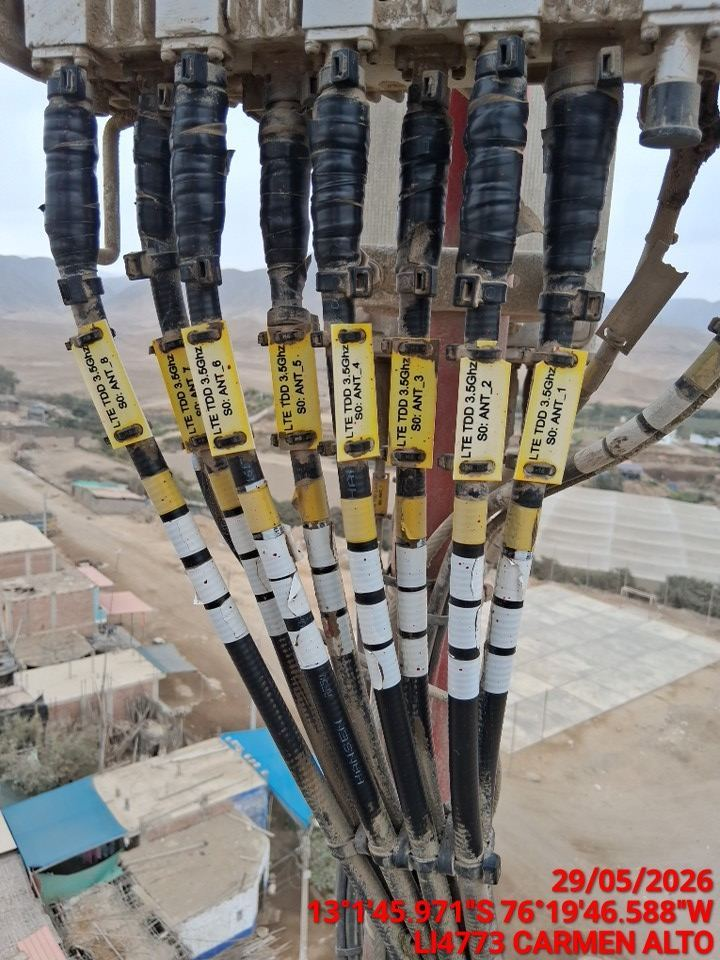 LTE TDD 3.5Ghz
S0: ANT_8
LTE TDD 3.5Ghz
S0: ANT_7
LTE TDD 3.5Ghz
S0: ANT_6
LTE TDD 3.5Ghz
S0: ANT_5
LTE TDD 3.5Ghz
S0: ANT_4
LTE TDD 3.5Ghz
S0: ANT_3
LTE TDD 3.5Ghz
S0: ANT_2
LTE TDD 3.5Ghz
S0: ANT_1
HANSEN
29/05/2026
13°1'45.971"S 76°19'46.588"W
LI4773 CARMEN ALTO